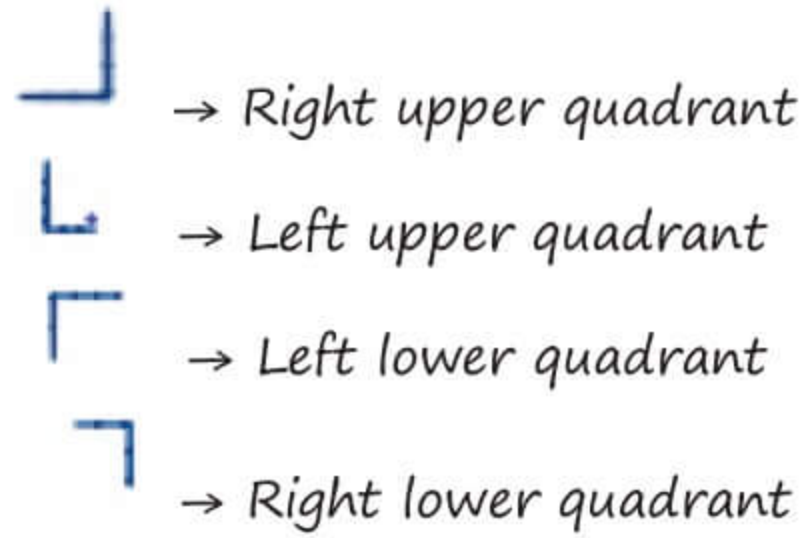 → Right upper quadrant
→ Left upper quadrant
→ Left lower quadrant
→ Right lower quadrant